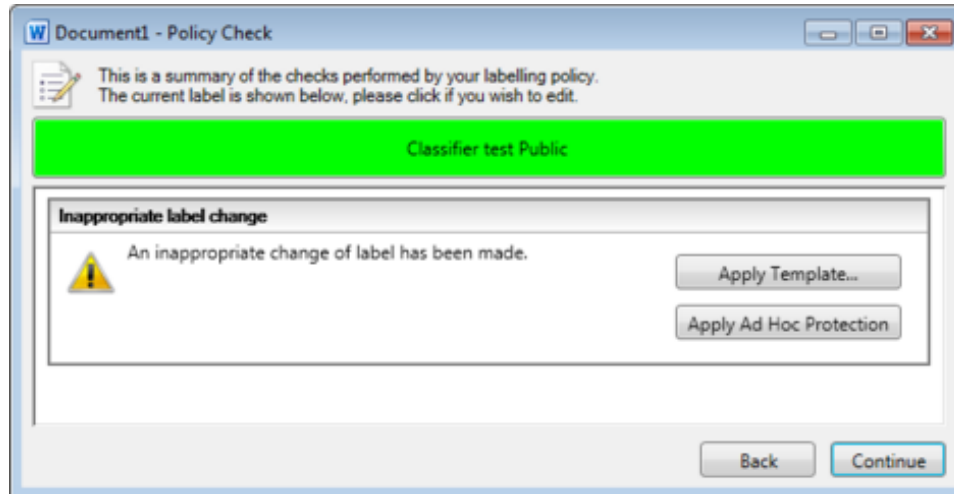 Document1 - Policy Check
This is a summary of the checks performed by your labelling policy.
The current label is shown below, please click if you wish to edit.
Classifier test Public
Inappropriate label change
An inappropriate change of label has been made.
Apply Template...
Apply Ad Hoc Protection
Back
Continue